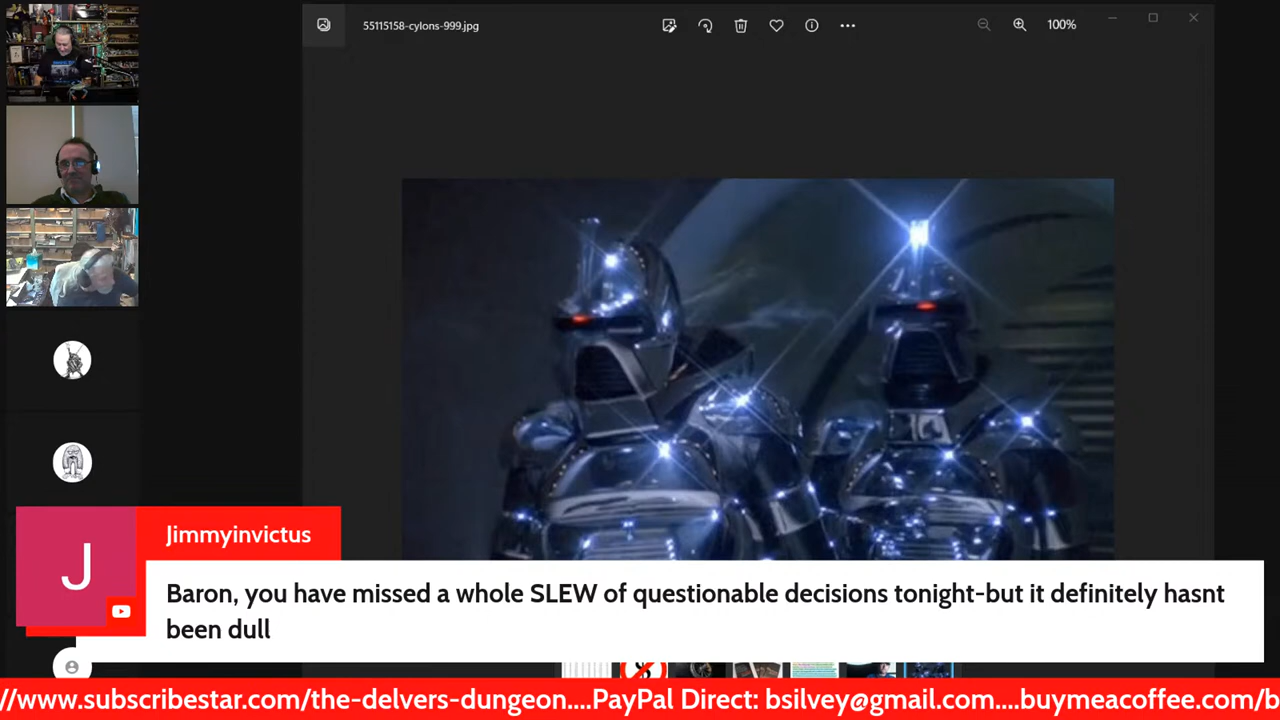 55115158-cylons-999.jpg
100%
J
Jimmyinvictus
Baron, you have missed a whole SLEW of questionable decisions tonight-but it definitely hasnt
been dull
//www.subscribestar.com/the-delvers-dungeon....PayPal Direct: bsilvey@gmail.com....buymeacoffee.com/b